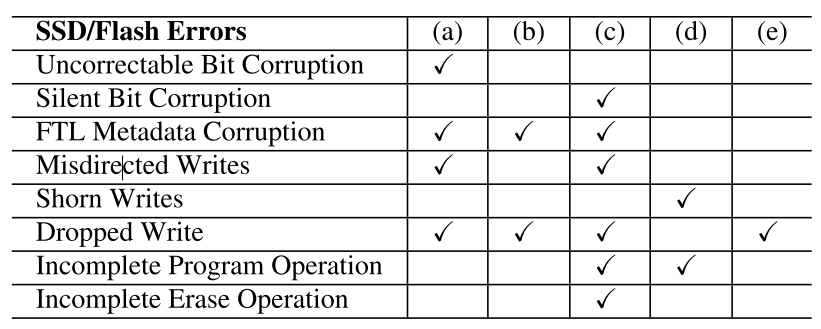 SSD/Flash Errors (a) (b) (c) (d) (e)
Uncorrectable Bit Corruption ✓
Silent Bit Corruption ✓
FTL Metadata Corruption ✓ ✓ ✓
Misdirected Writes ✓ ✓
Shorn Writes ✓
Dropped Write ✓ ✓ ✓ ✓
Incomplete Program Operation ✓ ✓
Incomplete Erase Operation ✓